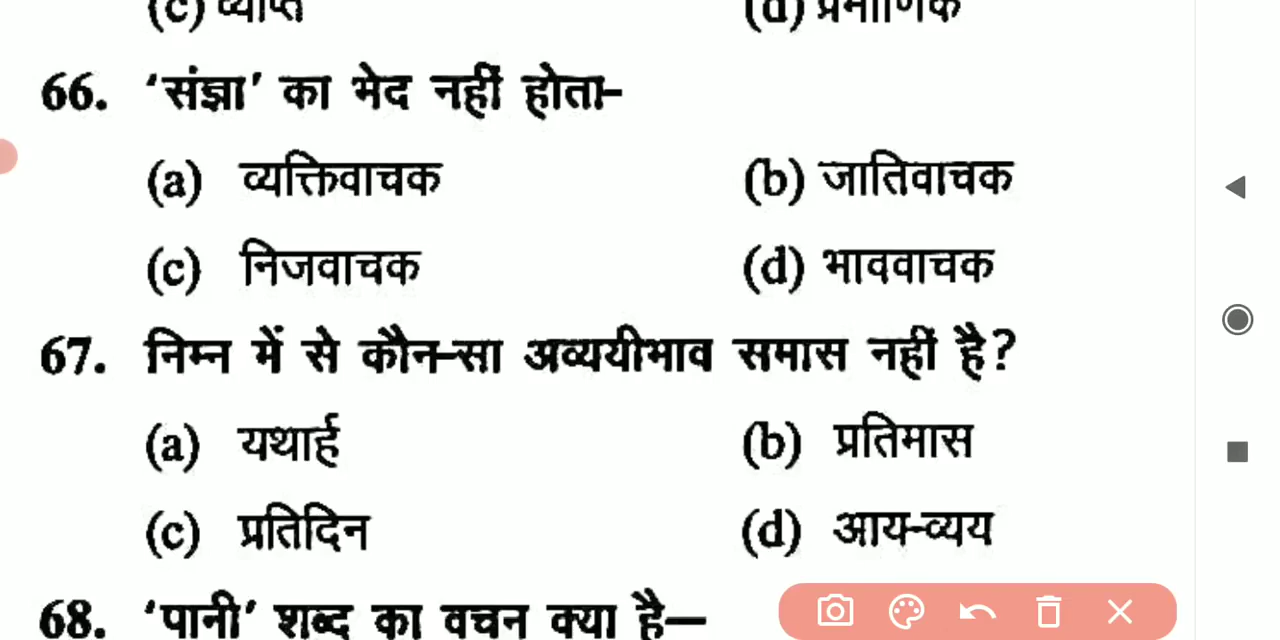 (c) व्याप्त (d) प्रमाणिक
66. 'संज्ञा' का भेद नहीं होता-
(a) व्यक्तिवाचक (b) जातिवाचक
(c) निजवाचक (d) भाववाचक
67. निम्न में से कौन-सा अव्ययीभाव समास नहीं है?
(a) यथार्ह (b) प्रतिमास
(c) प्रतिदिन (d) आय-व्यय
68. 'पानी' शब्द का वचन क्या है—